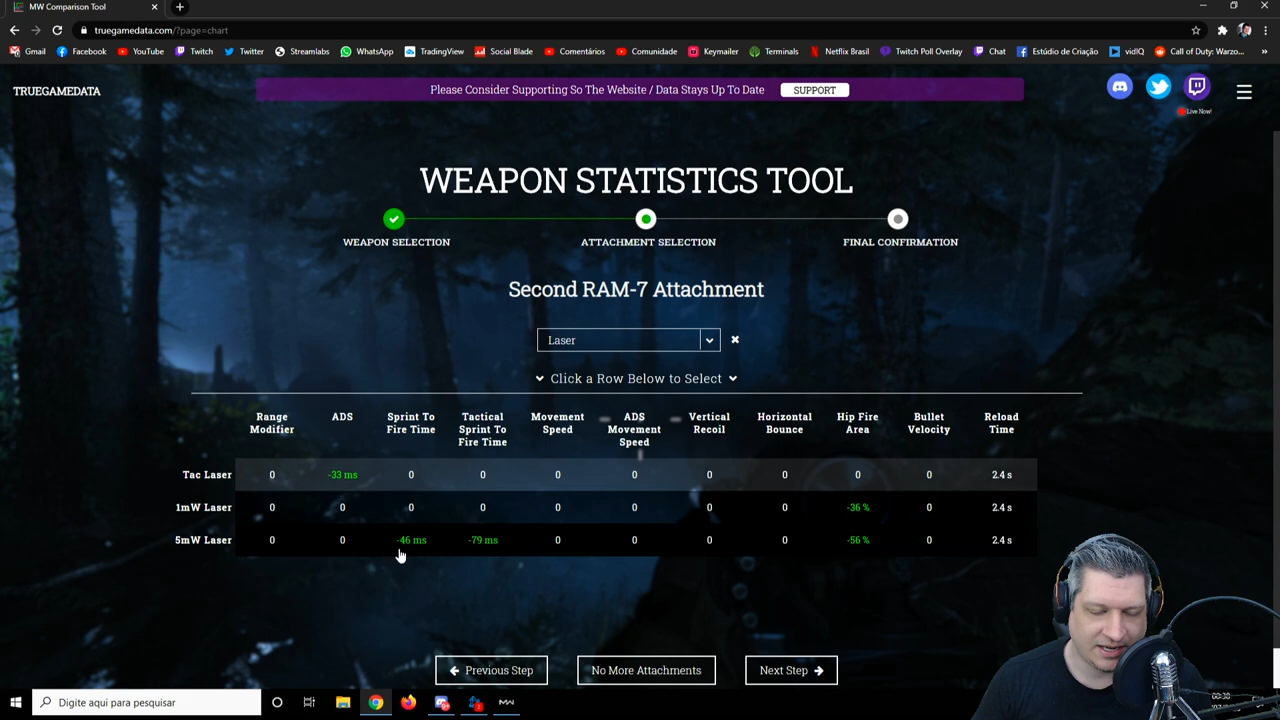 MW Comparison Tool
truegamedata.com/?page=chart
Gmail Facebook YouTube Twitch Twitter Streamlabs WhatsApp TradingView Social Blade Comentários Comunidade Keymailer Terminals Netflix Brasil Twitch Poll Overlay Chat Estúdio de Criação vidIQ Call of Duty: Warzo...
TRUEGAMEDATA
Please Consider Supporting So The Website / Data Stays Up To Date SUPPORT
Live Now!
WEAPON STATISTICS TOOL
WEAPON SELECTION ATTACHMENT SELECTION FINAL CONFIRMATION
Second RAM-7 Attachment
Laser
Click a Row Below to Select
Range Modifier ADS Sprint To Fire Time Tactical Sprint To Fire Time Movement Speed ADS Movement Speed Vertical Recoil Horizontal Bounce Hip Fire Area Bullet Velocity Reload Time
Tac Laser 0 -33 ms 0 0 0 0 0 0 0 0 2.4 s
1mW Laser 0 0 0 0 0 0 0 0 -36 % 0 2.4 s
5mW Laser 0 0 -46 ms -79 ms 0 0 0 0 -56 % 0 2.4 s
Previous Step No More Attachments Next Step
Digite aqui para pesquisar
00:38